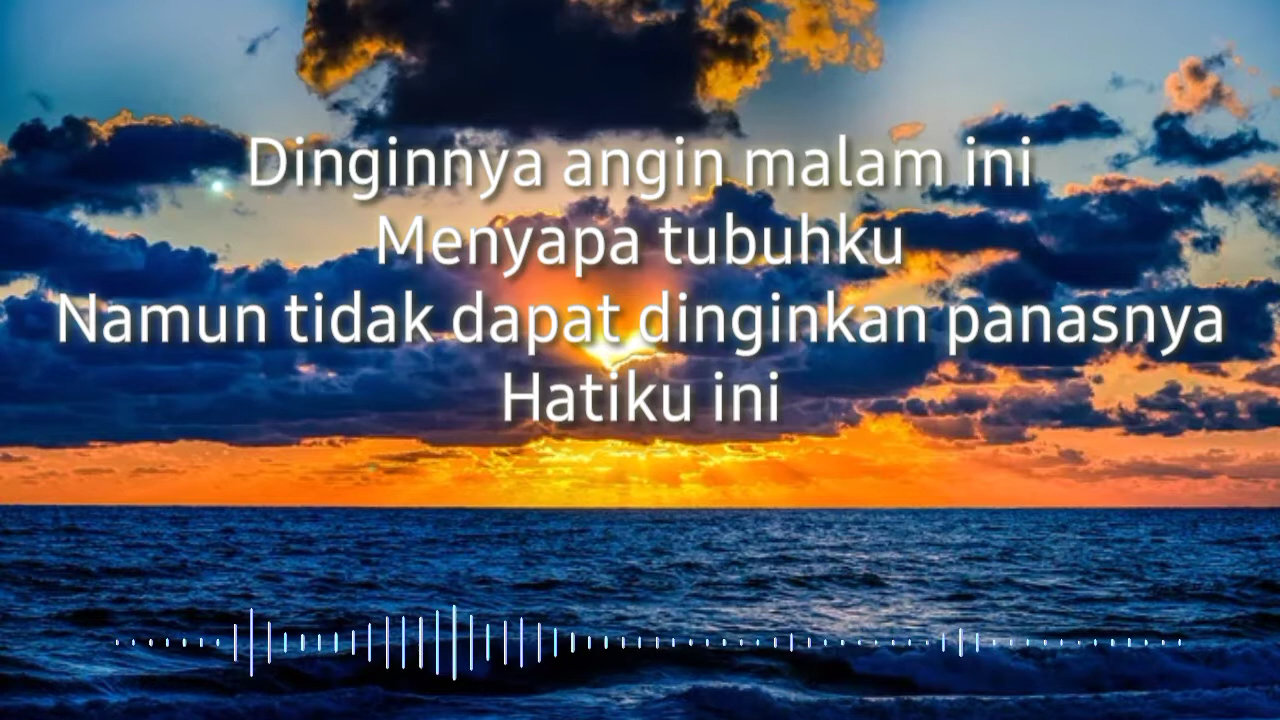 Dinginnya angin malam ini
Menyapa tubuhku
Namun tidak dapat dinginkan panasnya
Hatiku ini